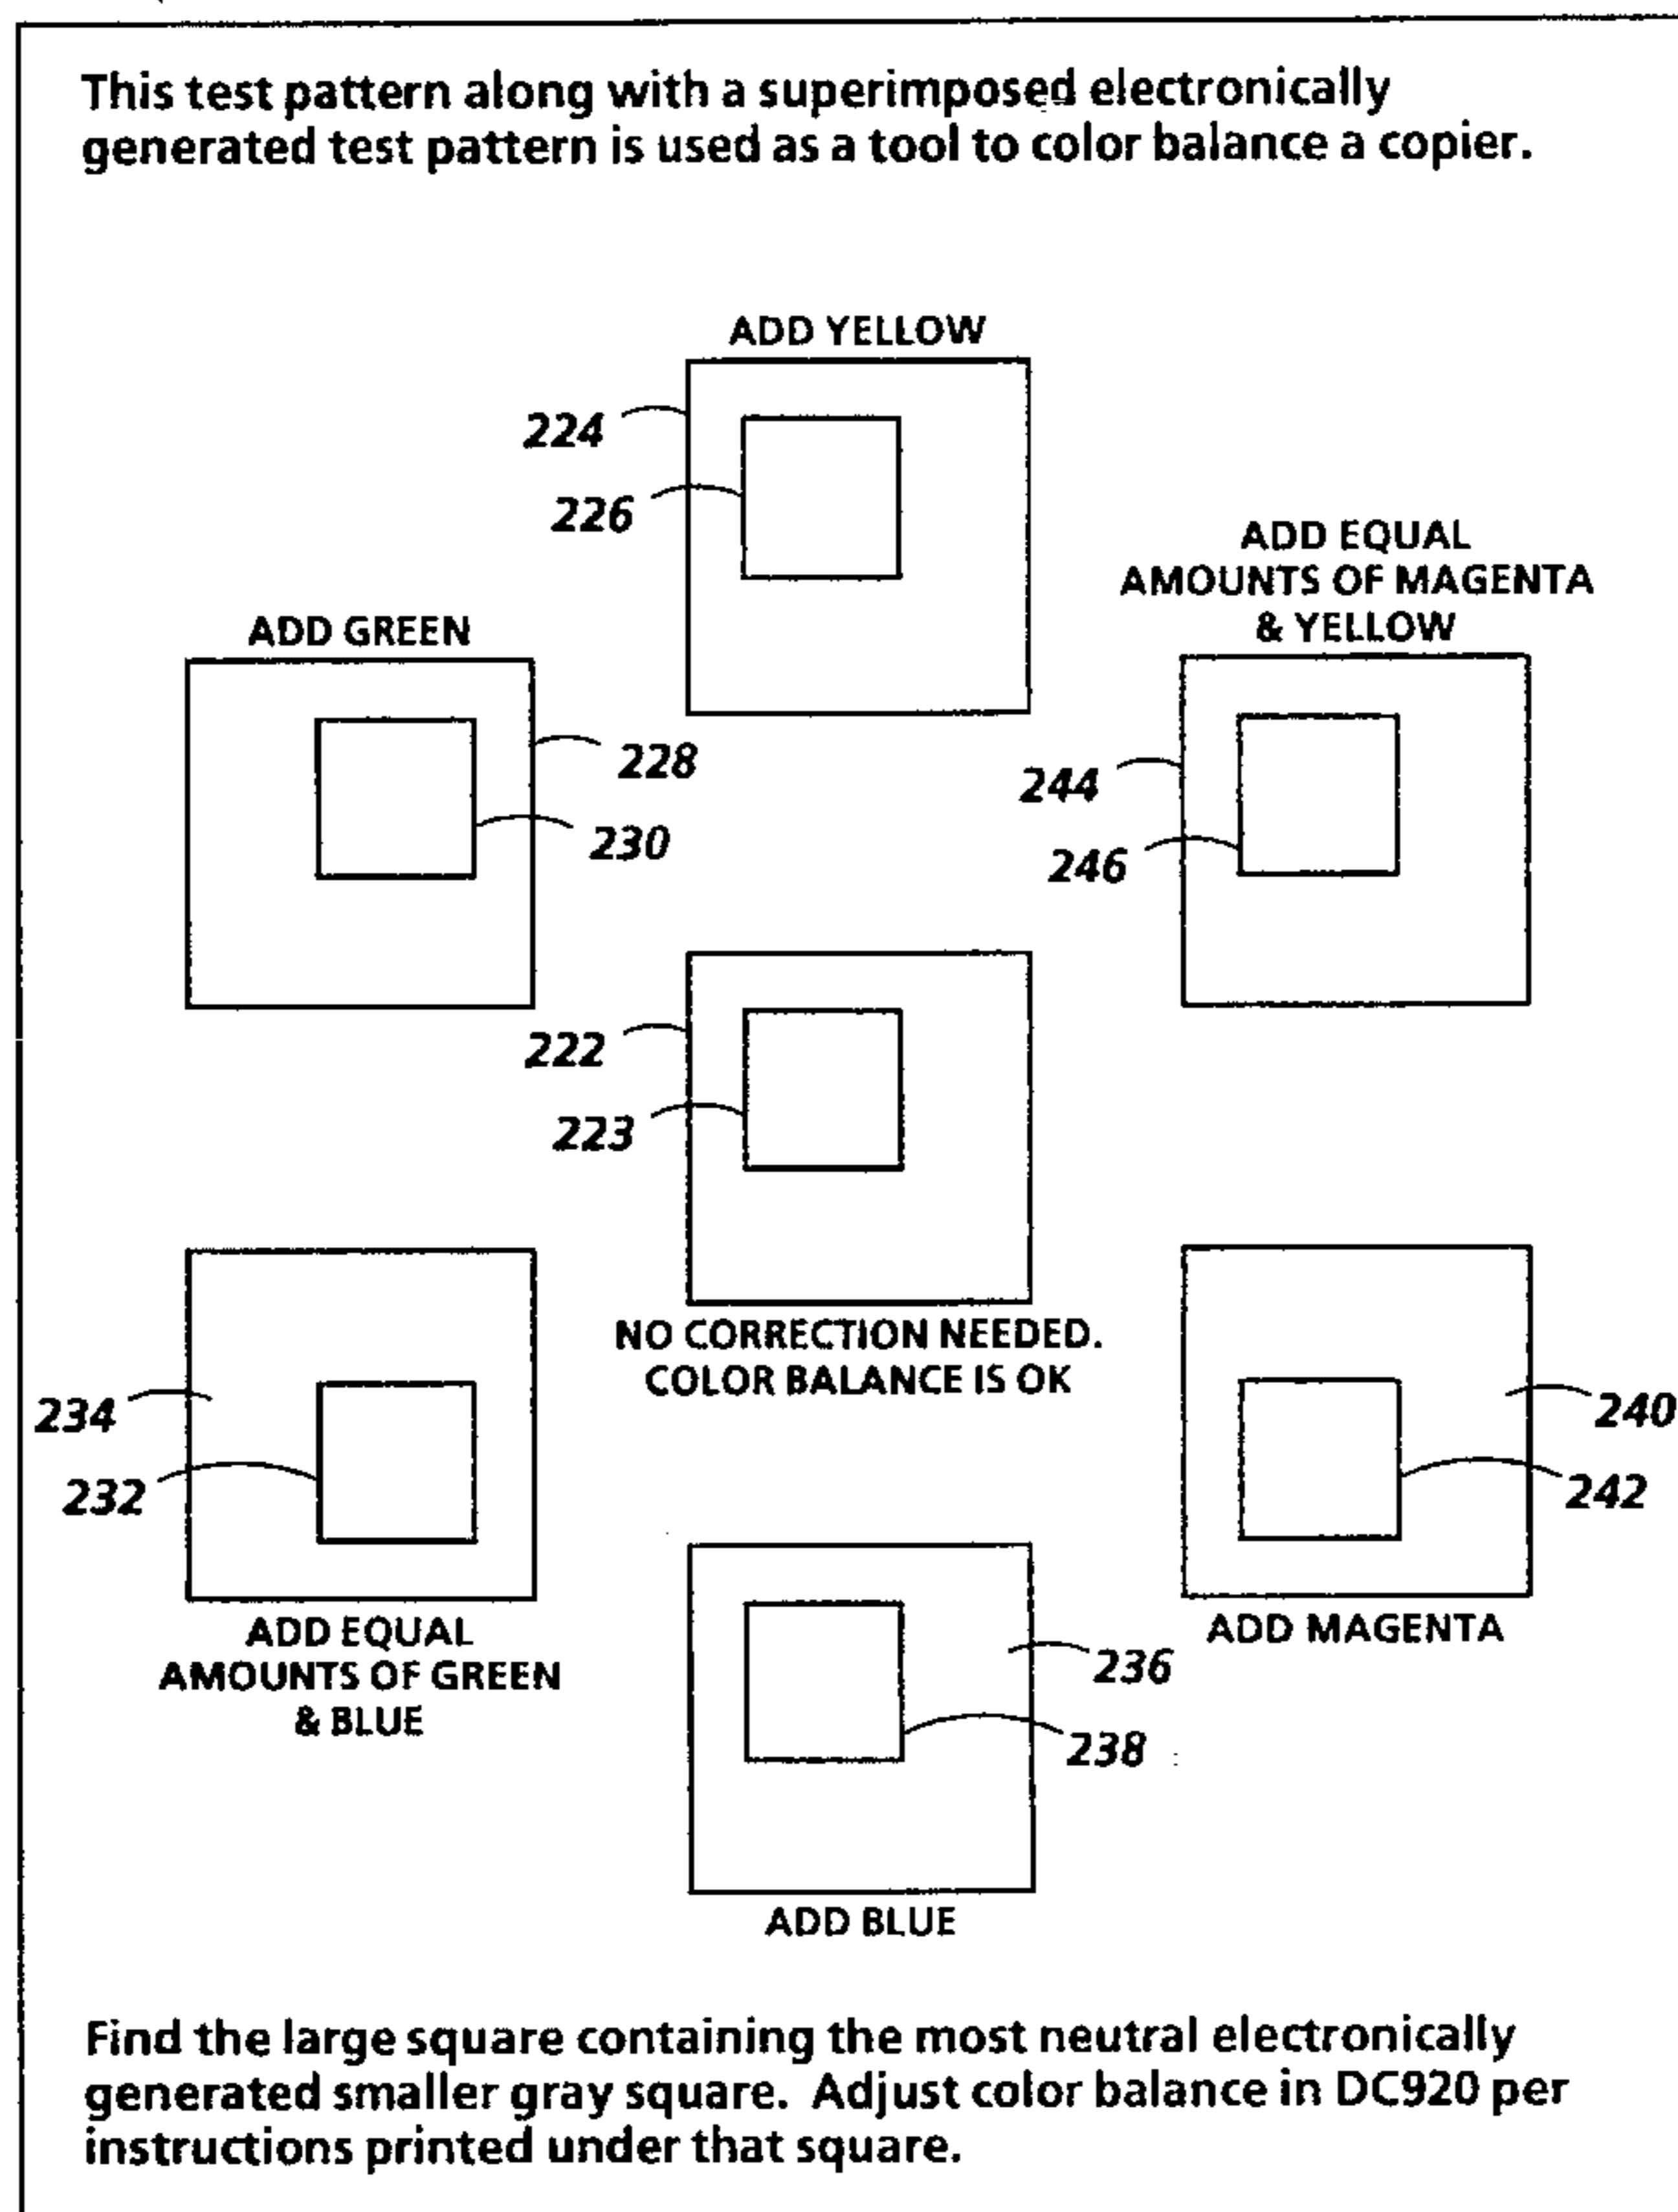 This test pattern along with a superimposed electronically
generated test pattern is used as a tool to color balance a copier.
ADD YELLOW
224
226
ADD EQUAL
AMOUNTS OF MAGENTA
& YELLOW
ADD GREEN
228
230
244
246
222
223
NO CORRECTION NEEDED.
COLOR BALANCE IS OK
234
232
240
242
ADD EQUAL
AMOUNTS OF GREEN
& BLUE
ADD MAGENTA
236
238
ADD BLUE
Find the large square containing the most neutral electronically
generated smaller gray square. Adjust color balance in DC920 per
instructions printed under that square.